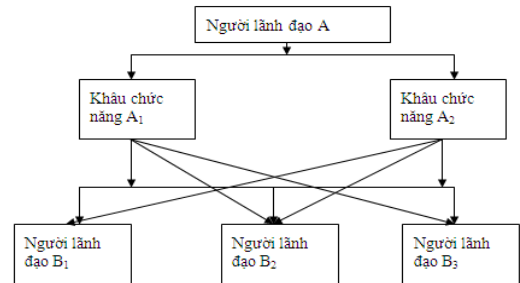 Người lãnh đạo A
Khâu chức
năng A₁
Khâu chức
năng A₂
Người lãnh
đạo B₁
Người lãnh
đạo B₂
Người lãnh
đạo B₃